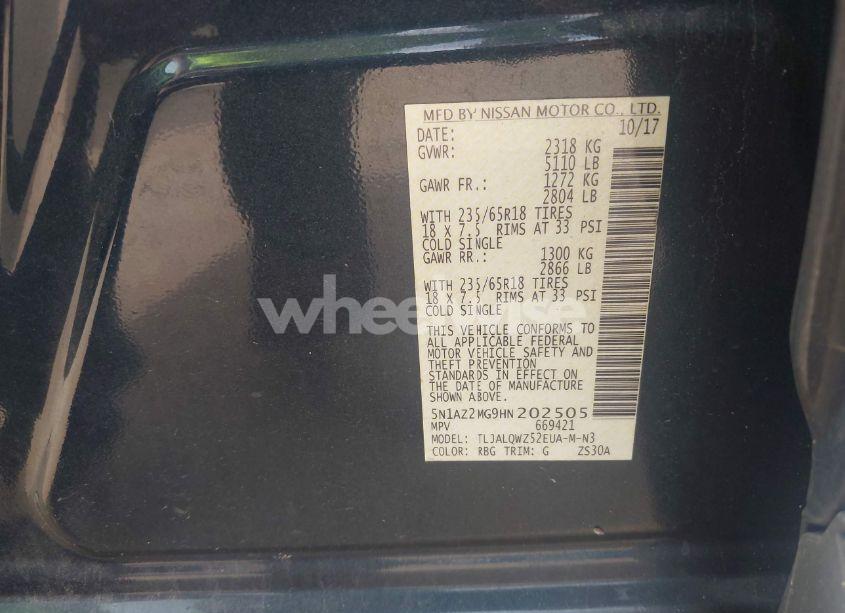 MFD BY NISSAN MOTOR CO., LTD.
DATE: 10/17
GVWR: 2318 KG
5110 LB
GAWR FR.: 1272 KG
2804 LB
WITH 235/65R18 TIRES
18 X 7.5 RIMS AT 33 PSI
COLD SINGLE
GAWR RR.: 1300 KG
2866 LB
WITH 235/65R18 TIRES
18 X 7.5 RIMS AT 33 PSI
COLD SINGLE
wheelwise
THIS VEHICLE CONFORMS TO
ALL APPLICABLE FEDERAL
MOTOR VEHICLE SAFETY AND
THEFT PREVENTION
STANDARDS IN EFFECT ON
THE DATE OF MANUFACTURE
SHOWN ABOVE.
5N1AZ2MG9HN202505
MPV 669421
MODEL: TLJALQWZ52EUA-M-N3
COLOR: RBG TRIM: G ZS30A